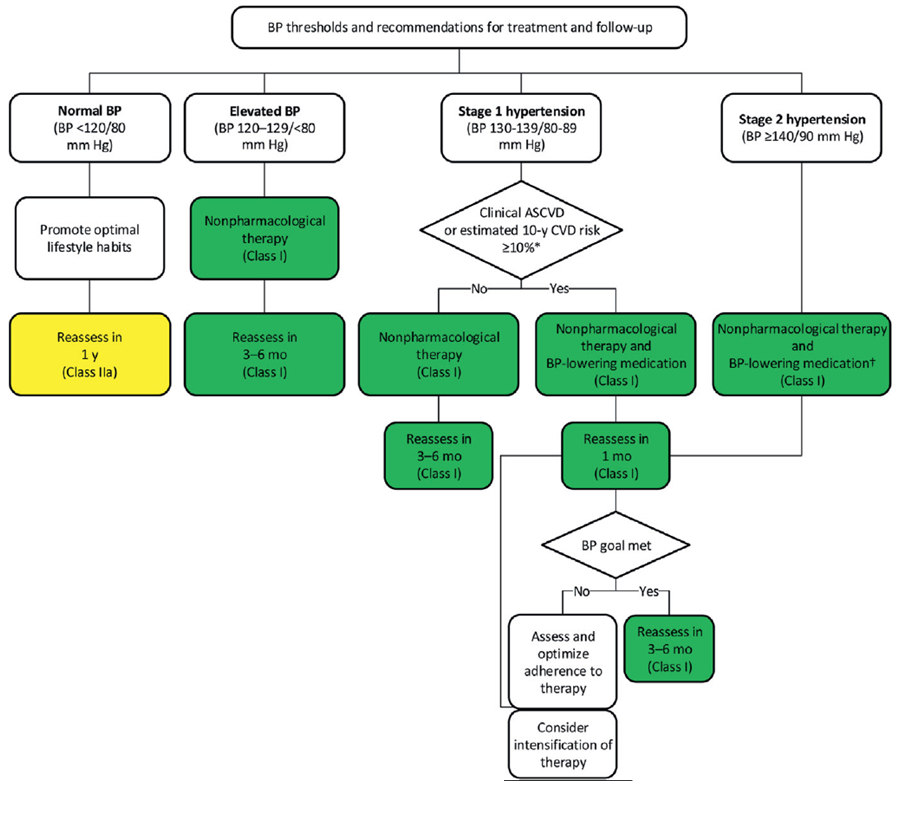 BP thresholds and recommendations for treatment and follow-up
Normal BP
(BP <120/80
mm Hg)
Elevated BP
(BP 120–129/<80
mm Hg)
Stage 1 hypertension
(BP 130-139/80-89
mm Hg)
Stage 2 hypertension
(BP ≥140/90 mm Hg)
Promote optimal
lifestyle habits
Nonpharmacological
therapy
(Class I)
Clinical ASCVD
or estimated 10-y CVD risk
≥10%*
No
Yes
Reassess in
1 y
(Class IIa)
Reassess in
3–6 mo
(Class I)
Nonpharmacological
therapy
(Class I)
Nonpharmacological
therapy and
BP-lowering medication
(Class I)
Nonpharmacological therapy
and
BP-lowering medication†
(Class I)
Reassess in
3–6 mo
(Class I)
Reassess in
1 mo
(Class I)
BP goal met
No
Yes
Assess and
optimize
adherence to
therapy
Reassess in
3–6 mo
(Class I)
Consider
intensification of
therapy